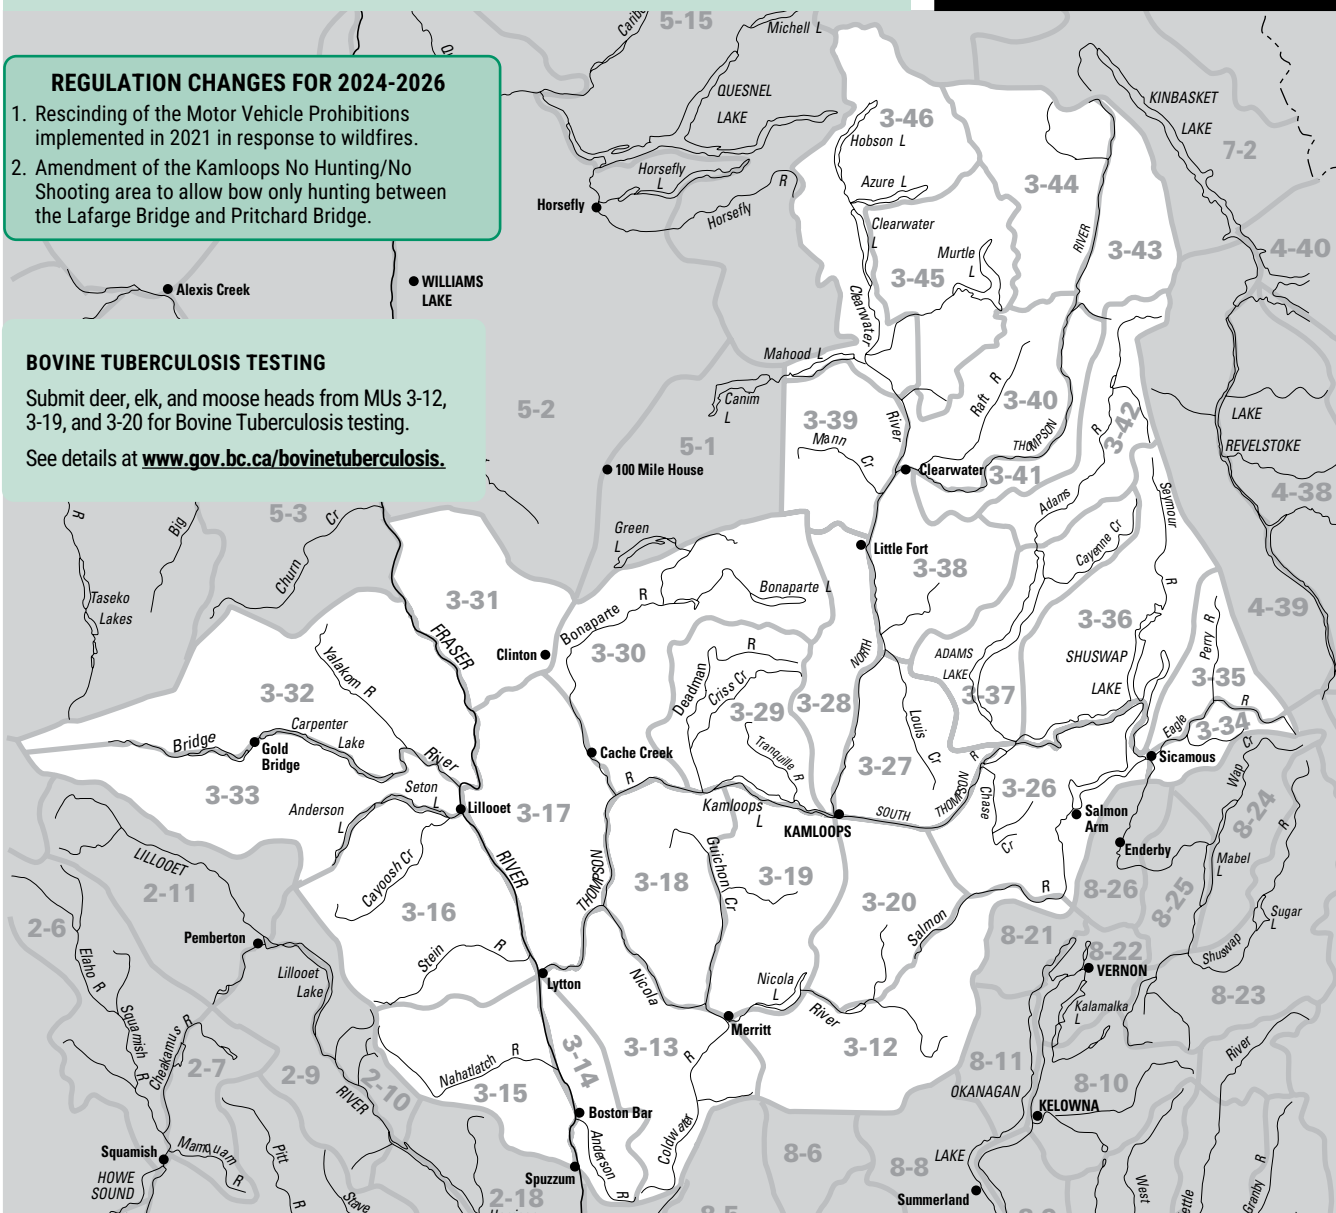 5-15
Michell L
REGULATION CHANGES FOR 2024-2026
1. Rescinding of the Motor Vehicle Prohibitions
implemented in 2021 in response to wildfires.
2. Amendment of the Kamloops No Hunting/No
Shooting area to allow bow only hunting between
the Lafarge Bridge and Pritchard Bridge.
QUESNEL
LAKE
KINBASKET
LAKE
7-2
3-46
Hobson L
Horsefly
L
Azure L
3-44
Horsefly
Horsefly
R
Clearwater
L
Murtle
L
RIVER
3-43
4-40
3-45
Alexis Creek
WILLIAMS
LAKE
Clearwater
BOVINE TUBERCULOSIS TESTING
Submit deer, elk, and moose heads from MUs 3-12,
3-19, and 3-20 for Bovine Tuberculosis testing.
See details at www.gov.bc.ca/bovinetuberculosis.
Mahood L
5-2
Canim
L
5-1
3-39
Mann
Cr
River
Raft R
3-40
THOMPSON
R
3-42
LAKE
REVELSTOKE
100 Mile House
Clearwater
3-41
4-38
5-3
Cr
R
Big
Churn
Green
L
Adams
Seymour
R
Little Fort
Cayenne Cr
3-38
Taseko
Lakes
3-31
Bonaparte L
Bonaparte
R
4-39
3-36
Perry R
FRASER
Clinton
3-30
R
Deadman
NORTH
ADAMS
LAKE
SHUSWAP
LAKE
Yalakom R
3-32
Criss Cr
3-29
3-28
3-37
3-35
R
Carpenter
Lake
Bridge
River
Gold
Bridge
Tranquille R
Louis
Cr
Eagle
3-34
Cache Creek
R
3-27
R
Sicamous
Cr
Wap
3-33
Seton
L
Anderson
L
Lillooet
3-17
Kamloops
L
KAMLOOPS
SOUTH
THOMPSON
Chase
Cr
3-26
Salmon
Arm
8-24
R
LILLOOET
2-11
RIVER
THOMPSON
Guichon
Cr
Enderby
Mabel
L
Cayoosh Cr
3-18
3-19
R
8-26
8-25
3-16
3-20
Salmon
2-6
Pemberton
Stein
R
8-21
8-22
Sugar
L
Shuswap
Elaho R
Lillooet
Lake
Lytton
Nicola
Nicola
L
VERNON
8-23
Squamish
R
Cheakamus R
River
Kalamalka
L
Merritt
2-7
2-9
2-10
Nahatlatch R
3-14
3-13
R
3-12
8-11
River
3-15
8-10
RIVER
OKANAGAN
Boston Bar
KELOWNA
Squamish
Mamquam
R
Pitt
R
Anderson
R
Coldwater
LAKE
8-6
8-8
HOWE
SOUND
Stave
2-18
Spuzzum
Summerland
West
Granby R
8-5